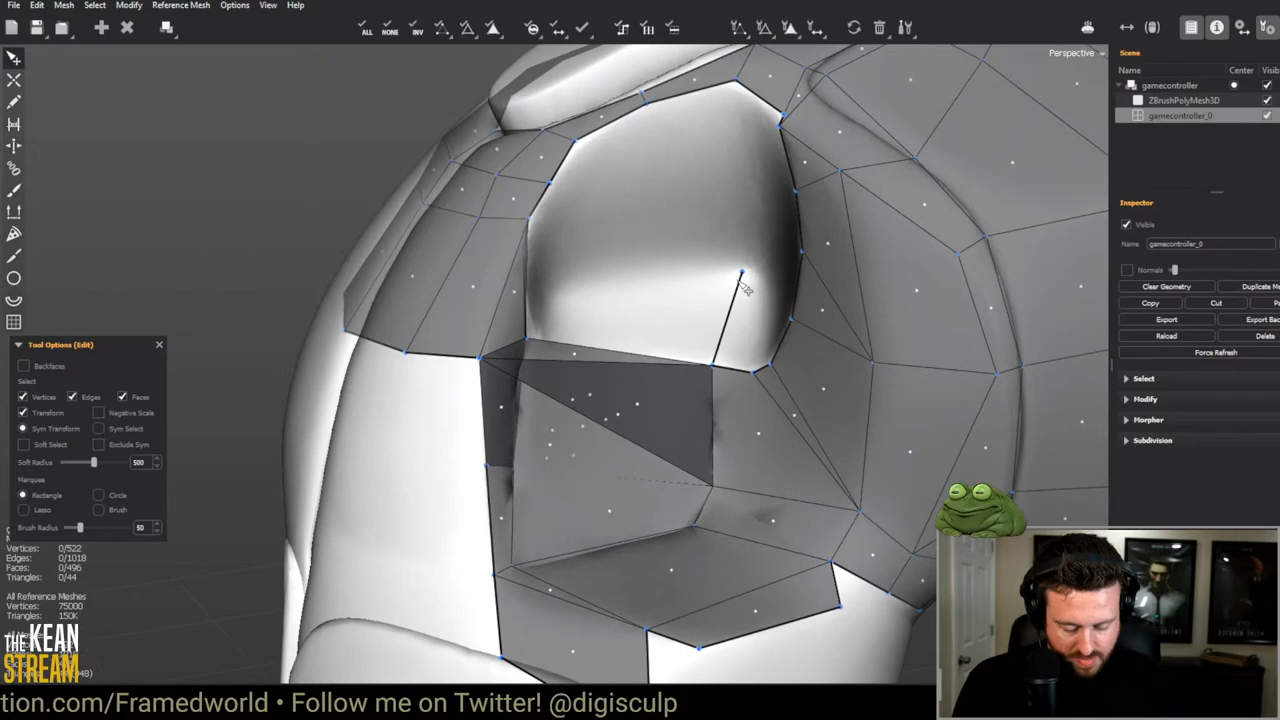 File Edit Mesh Select Modify Reference Mesh Options View Help
ALL NONE INV
Perspective
Scene
Name Center Visib
gamecontroller
ZBrushPolyMesh3D
gamecontroller_0
Inspector
Visible
Name gamecontroller_0
Normals
Clear Geometry Duplicate Me
Copy Cut Pa
Export Export Bac
Reload Delete
Force Refresh
Select
Modify
Morpher
Subdivision
Tool Options (Edit)
Backfaces
Select
Vertices Edges Faces
Transform Negative Scale
Sym Transform Sym Select
Soft Select Exclude Sym
Soft Radius 500
Marquee
Rectangle Circle
Lasso Brush
Brush Radius 50
Vertices: 0/522
Edges: 0/1018
Faces: 0/496
Triangles: 0/44
All Reference Meshes
Vertices: 75000
Triangles: 150K
THE KEAN
STREAM
tion.com/Framedworld • Follow me on Twitter! @digisculp